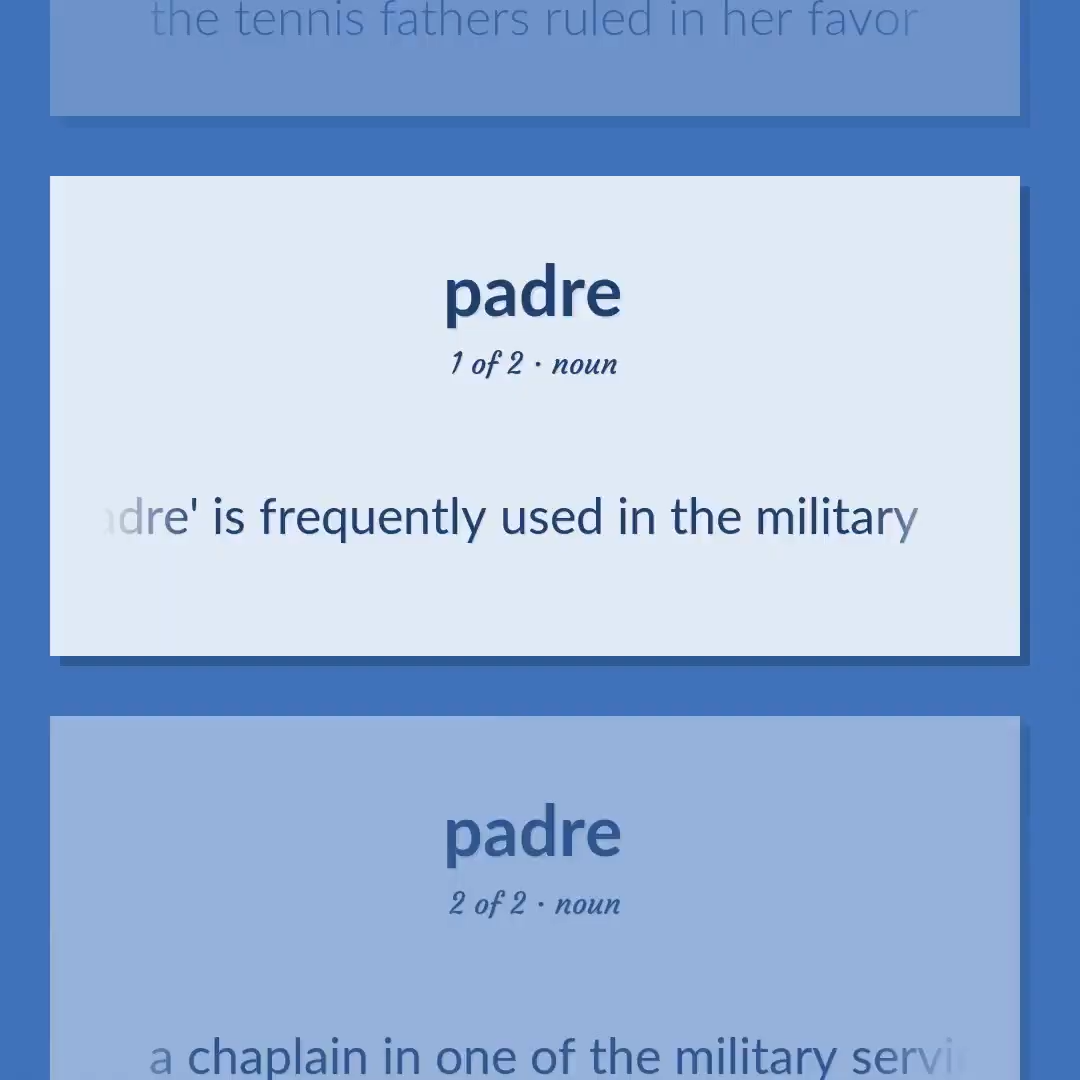 the tennis fathers ruled in her favor
padre
1 of 2 · noun
dre' is frequently used in the military
padre
2 of 2 · noun
a chaplain in one of the military